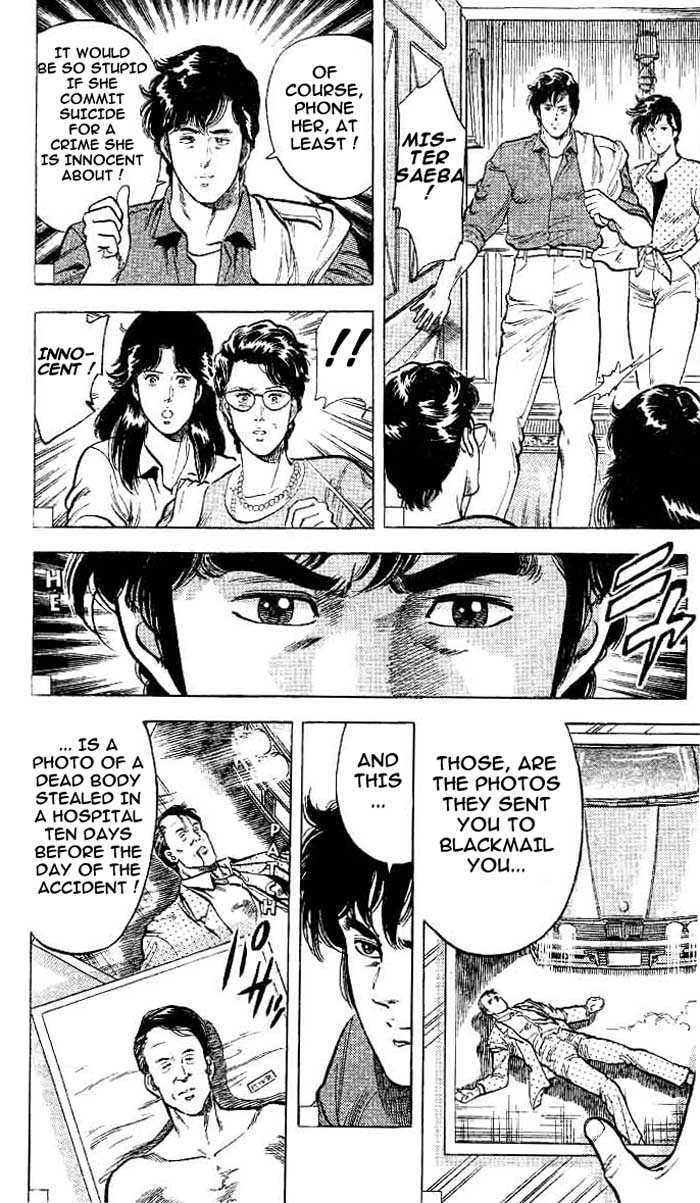 MIS-
TER
SAEBA
!
OF
COURSE,
PHONE
HER, AT
LEAST !
IT WOULD
BE SO STUPID
IF SHE
COMMIT
SUICIDE
FOR A
CRIME SHE
IS INNOCENT
ABOUT !
!!
INNO-
CENT !
HE
THOSE, ARE
THE PHOTOS
THEY SENT
YOU TO
BLACKMAIL
YOU...
AND
THIS
...
... IS A
PHOTO OF A
DEAD BODY
STEALED IN
A HOSPITAL
TEN DAYS
BEFORE THE
DAY OF THE
ACCIDENT !
PATCH